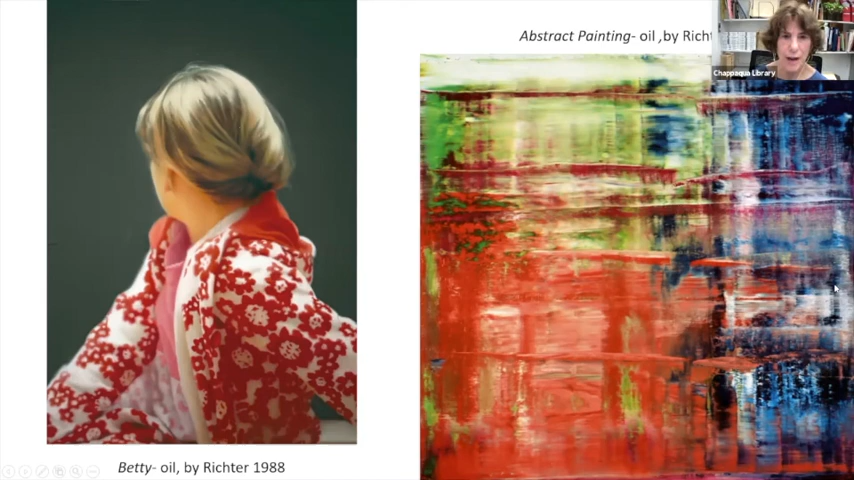 Abstract Painting- oil ,by Richt
Chappaqua Library
Betty- oil, by Richter 1988